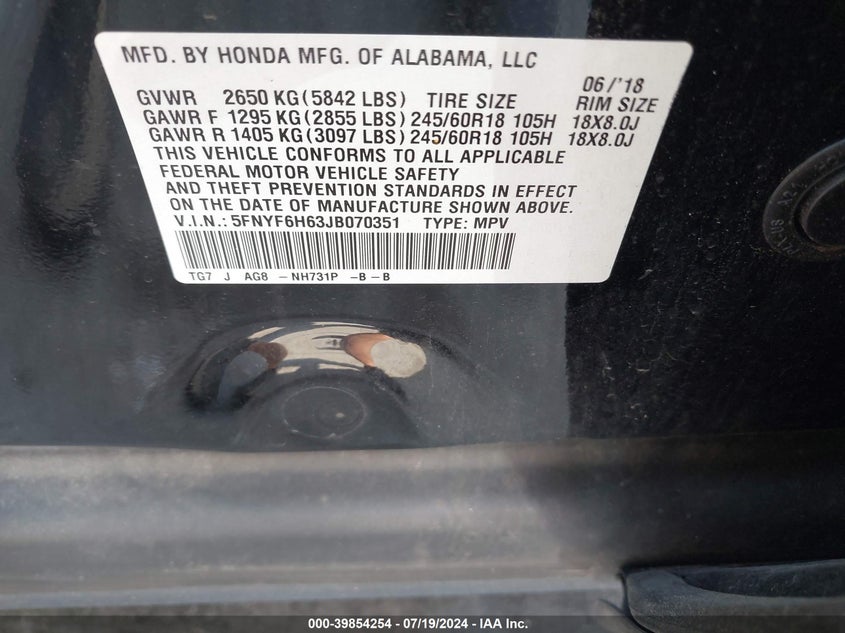 MFD. BY HONDA MFG. OF ALABAMA, LLC
06/'18
GVWR 2650 KG(5842 LBS) TIRE SIZE RIM SIZE
GAWR F 1295 KG(2855 LBS)245/60R18 105H 18X8.0J
GAWR R 1405 KG(3097 LBS)245/60R18 105H 18X8.0J
THIS VEHICLE CONFORMS TO ALL APPLICABLE
FEDERAL MOTOR VEHICLE SAFETY
AND THEFT PREVENTION STANDARDS IN EFFECT
ON THE DATE OF MANUFACTURE SHOWN ABOVE.
V.I.N.: 5FNYF6H63JB070351 TYPE: MPV
TG7 J AG8 -NH731P -B-B
000-39854254 - 07/19/2024 - IAA Inc.